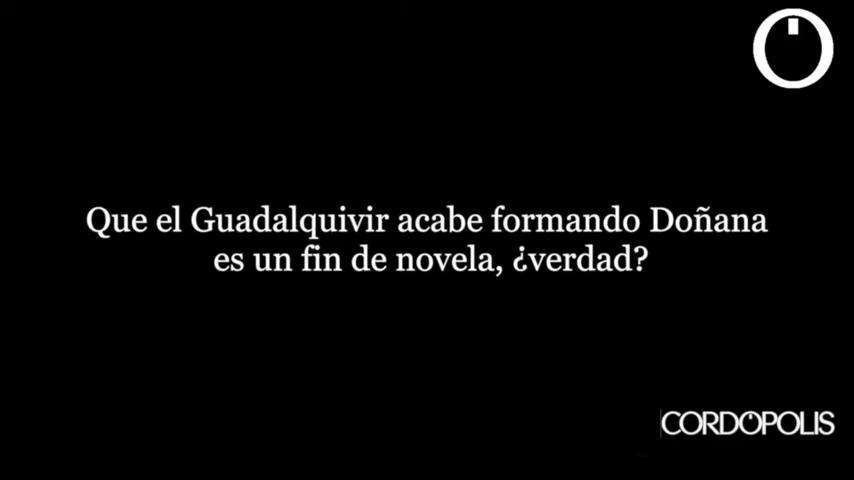 Que el Guadalquivir acabe formando Doñana
es un fin de novela, ¿verdad?
CORDÓPOLIS